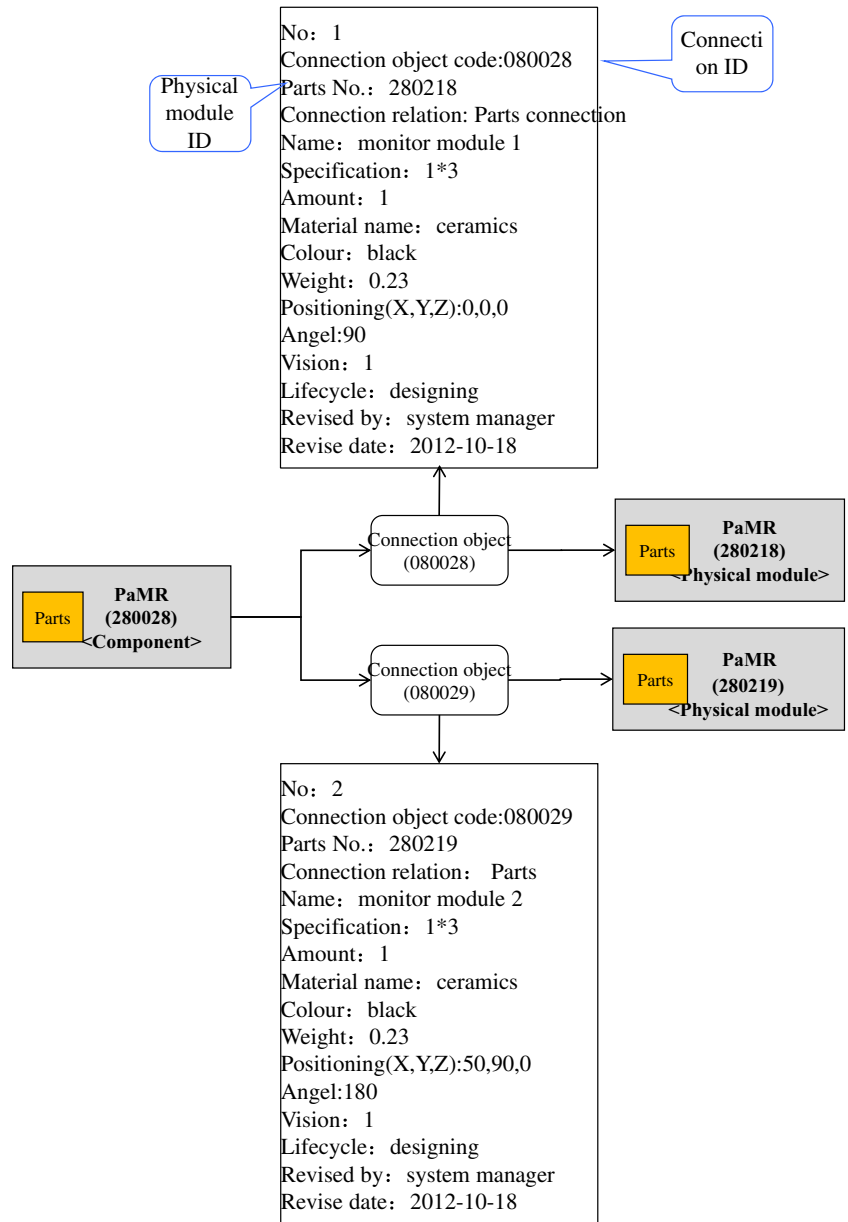 No：1
Connection object code:080028
Parts No.：280218
Connection relation: Parts connection
Name：monitor module 1
Specification：1*3
Amount：1
Material name：ceramics
Colour：black
Weight：0.23
Positioning(X,Y,Z):0,0,0
Angel:90
Vision：1
Lifecycle：designing
Revised by：system manager
Revise date：2012-10-18
Connecti
on ID
Physical
module
ID
Connection object
(080028)
Parts
PaMR
(280218)
<Physical module>
Parts
PaMR
(280028)
<Component>
Connection object
(080029)
Parts
PaMR
(280219)
<Physical module>
No：2
Connection object code:080029
Parts No.：280219
Connection relation： Parts
Name：monitor module 2
Specification：1*3
Amount：1
Material name：ceramics
Colour：black
Weight：0.23
Positioning(X,Y,Z):50,90,0
Angel:180
Vision：1
Lifecycle：designing
Revised by：system manager
Revise date：2012-10-18